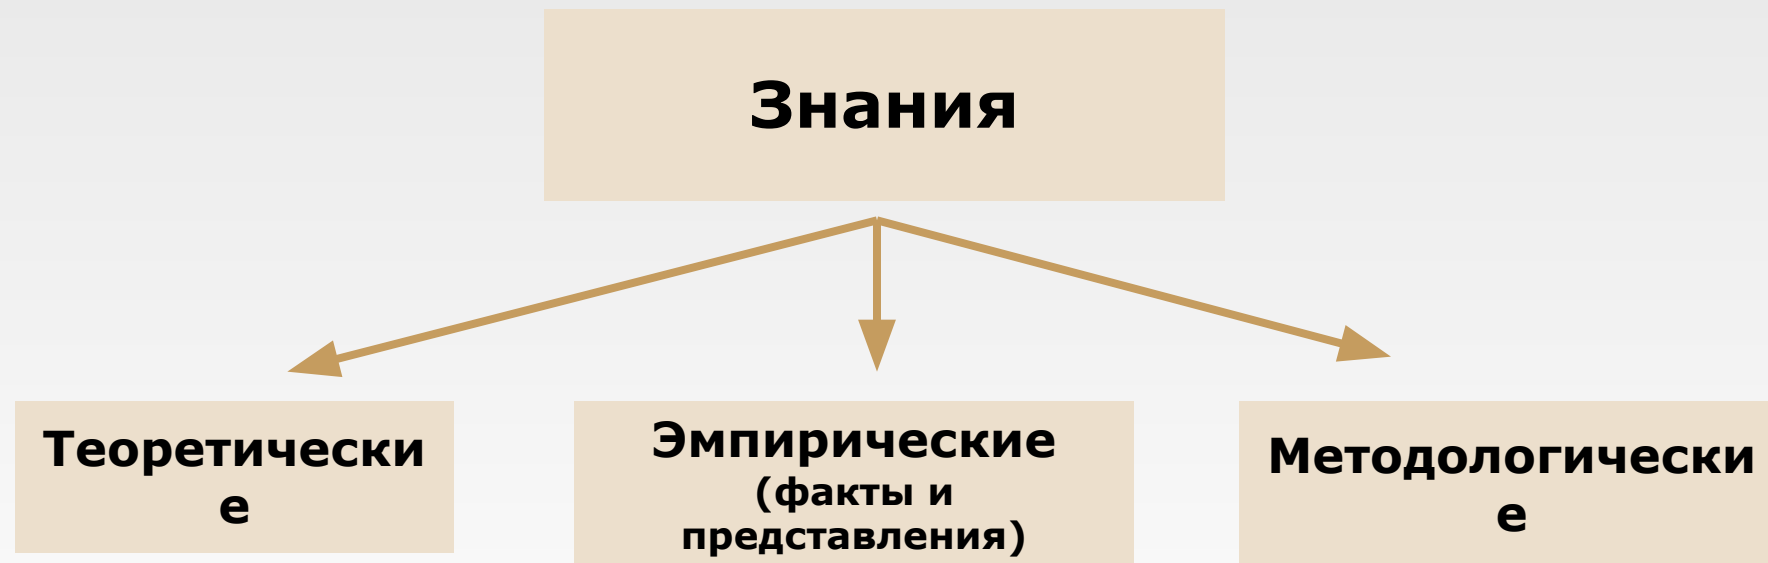 Знания
Теоретически
е
Эмпирические
(факты и
представления)
Методологически
е